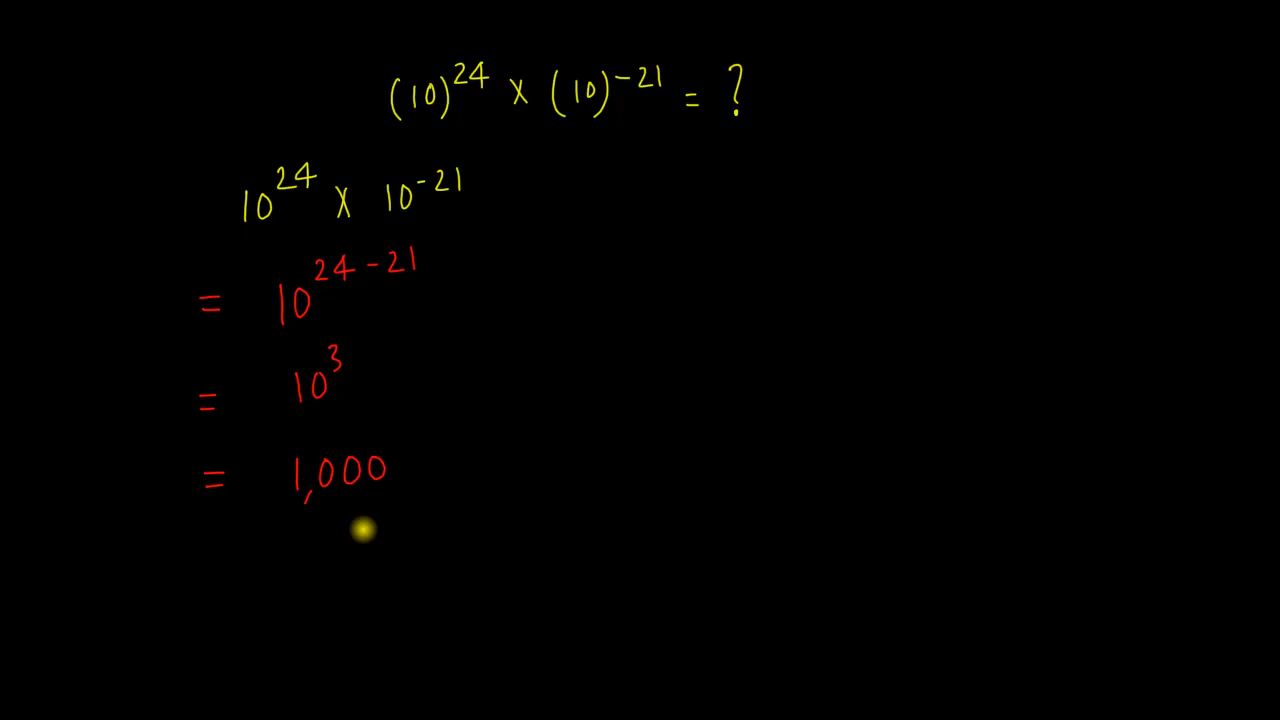 (10)^24 × (10)^-21 = ?
10^24 × 10^-21
= 10^24-21
= 10^3
= 1,000